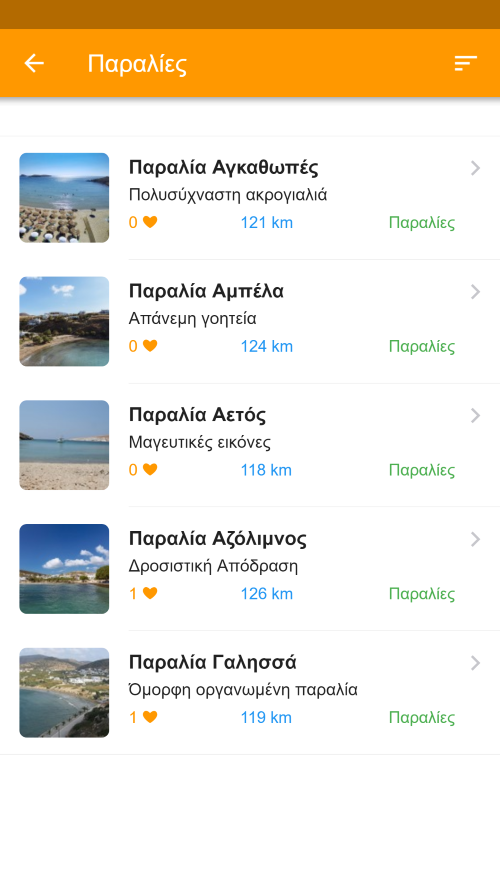 Παραλίες
Παραλία Αγκαθωπές
Πολυσύχναστη ακρογιαλιά
0 121 km Παραλίες
Παραλία Αμπέλα
Απάνεμη γοητεία
0 124 km Παραλίες
Παραλία Αετός
Μαγευτικές εικόνες
0 118 km Παραλίες
Παραλία Αζόλιμνος
Δροσιστική Απόδραση
1 126 km Παραλίες
Παραλία Γαλησσά
Όμορφη οργανωμένη παραλία
1 119 km Παραλίες